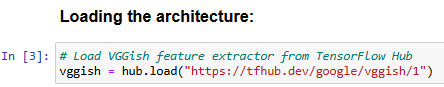 Loading the architecture:
In [3]: # Load VGGish feature extractor from TensorFlow Hub
vggish = hub.load("https://tfhub.dev/google/vggish/1")